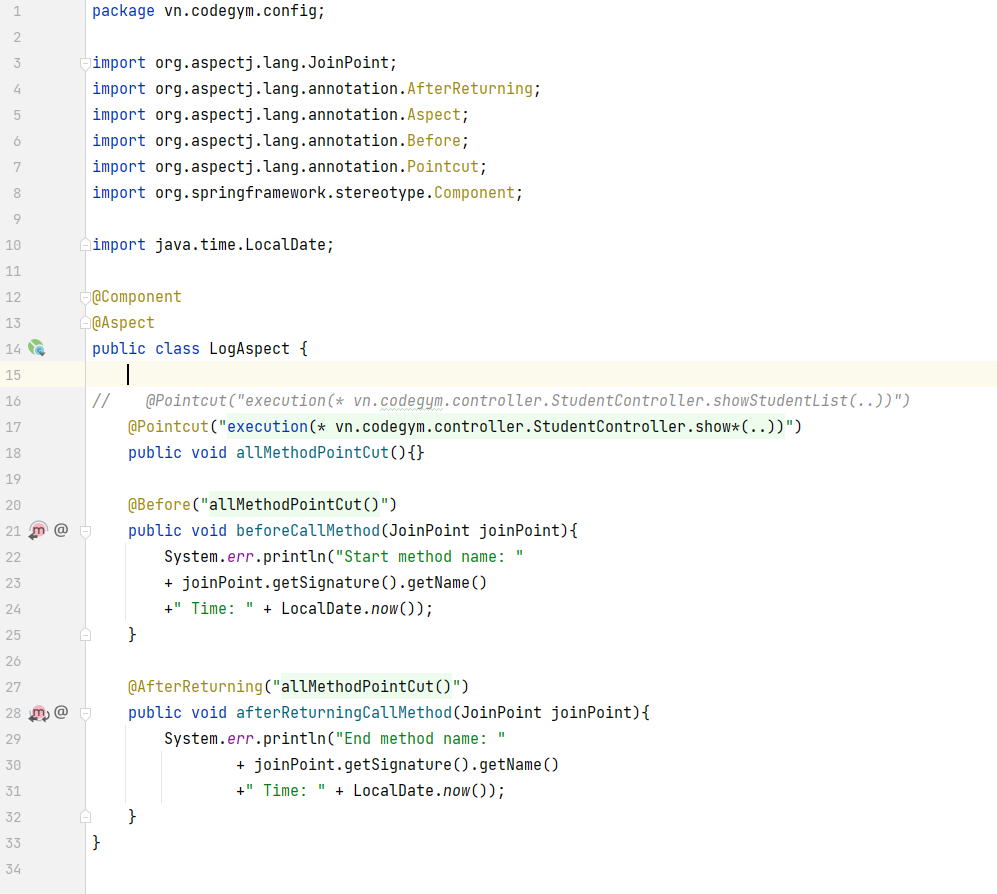 1 package vn.codegym.config;
2
3 import org.aspectj.lang.JoinPoint;
4 import org.aspectj.lang.annotation.AfterReturning;
5 import org.aspectj.lang.annotation.Aspect;
6 import org.aspectj.lang.annotation.Before;
7 import org.aspectj.lang.annotation.Pointcut;
8 import org.springframework.stereotype.Component;
9
10 import java.time.LocalDate;
11
12 @Component
13 @Aspect
14 public class LogAspect {
15
16 //    @Pointcut("execution(* vn.codegym.controller.StudentController.showStudentList(..))")
17     @Pointcut("execution(* vn.codegym.controller.StudentController.show*(..))")
18     public void allMethodPointCut(){}
19
20     @Before("allMethodPointCut()")
21 m @     public void beforeCallMethod(JoinPoint joinPoint){
22         System.err.println("Start method name: "
23         + joinPoint.getSignature().getName()
24         +" Time: " + LocalDate.now());
25     }
26
27     @AfterReturning("allMethodPointCut()")
28 m @     public void afterReturningCallMethod(JoinPoint joinPoint){
29         System.err.println("End method name: "
30                 + joinPoint.getSignature().getName()
31                 +" Time: " + LocalDate.now());
32     }
33 }
34